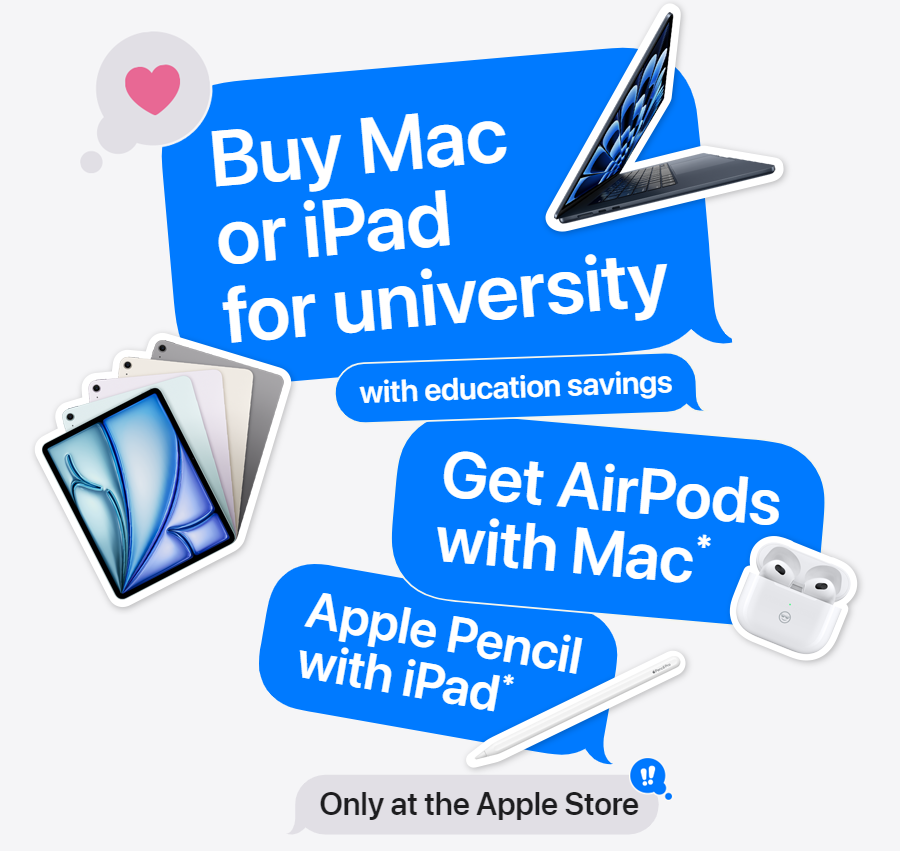 Buy Mac
or iPad
for university
with education savings
Get AirPods
with Mac*
Apple Pencil
with iPad*
Only at the Apple Store
!!